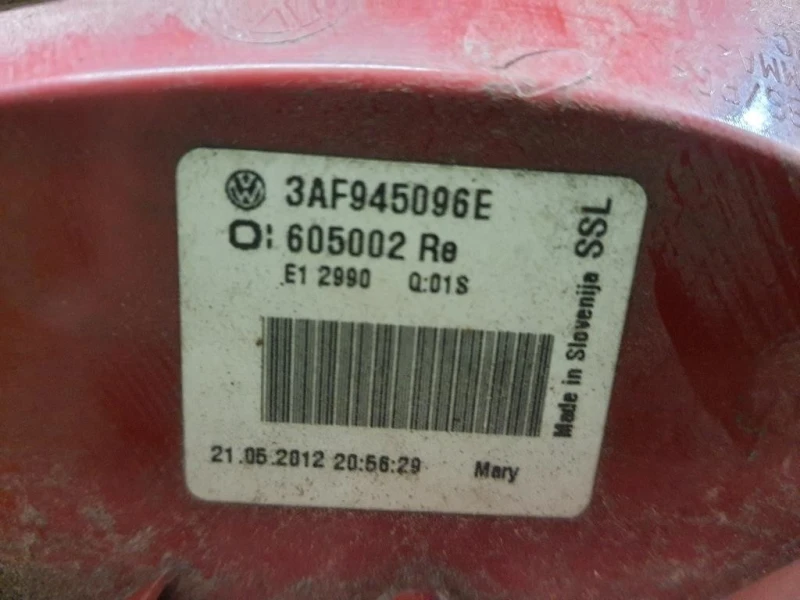 3AF945096E
605002 Re
E1 2990 Q:01S
21.05.2012 20:56:29 Mary
Made in Slovenija SSL